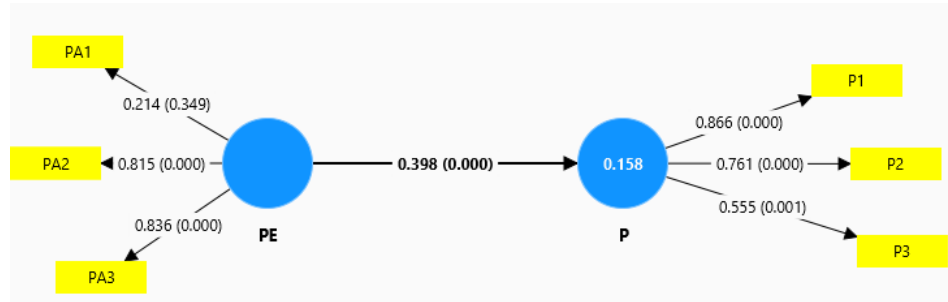 PA1
0.214 (0.349)
PA2
0.815 (0.000)
0.836 (0.000)
PA3
PE
0.398 (0.000)
0.158
P
P1
0.866 (0.000)
0.761 (0.000)
P2
0.555 (0.001)
P3